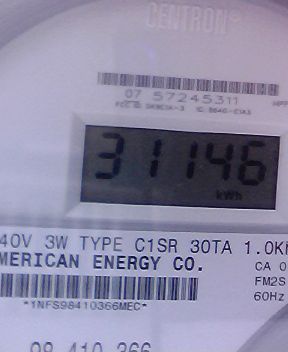 CENTRON®
07 57245311
31146
kWh
40V 3W TYPE C1SR 30TA 1.0K
MERICAN ENERGY CO.
CA 0
FM2S
60Hz
*1NFS98410366MEC*
98 410 366